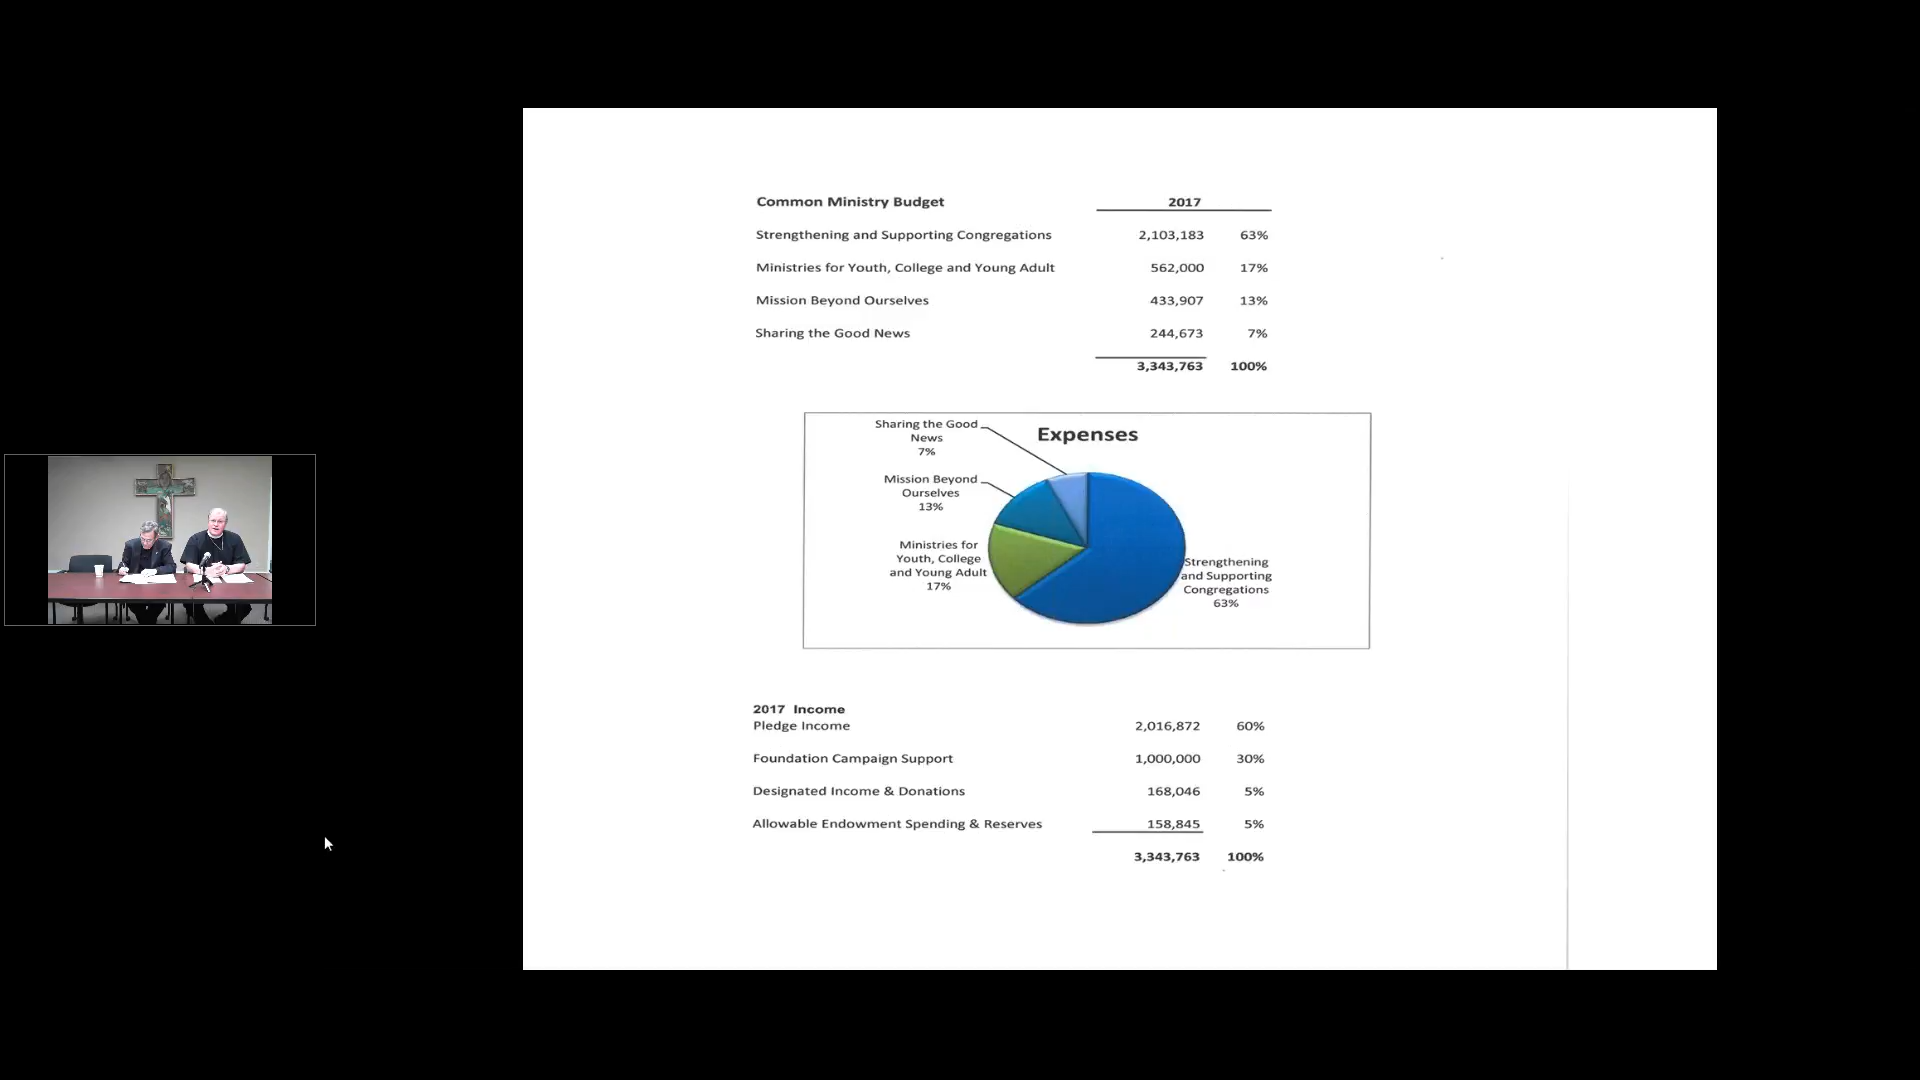 Common Ministry Budget 2017
Strengthening and Supporting Congregations 2,103,183 63%
Ministries for Youth, College and Young Adult 562,000 17%
Mission Beyond Ourselves 433,907 13%
Sharing the Good News 244,673 7%
3,343,763 100%
Expenses
Sharing the Good
News
7%
Mission Beyond
Ourselves
13%
Ministries for
Youth, College
and Young Adult
17%
Strengthening
and Supporting
Congregations
63%
2017 Income
Pledge Income 2,016,872 60%
Foundation Campaign Support 1,000,000 30%
Designated Income & Donations 168,046 5%
Allowable Endowment Spending & Reserves 158,845 5%
3,343,763 100%